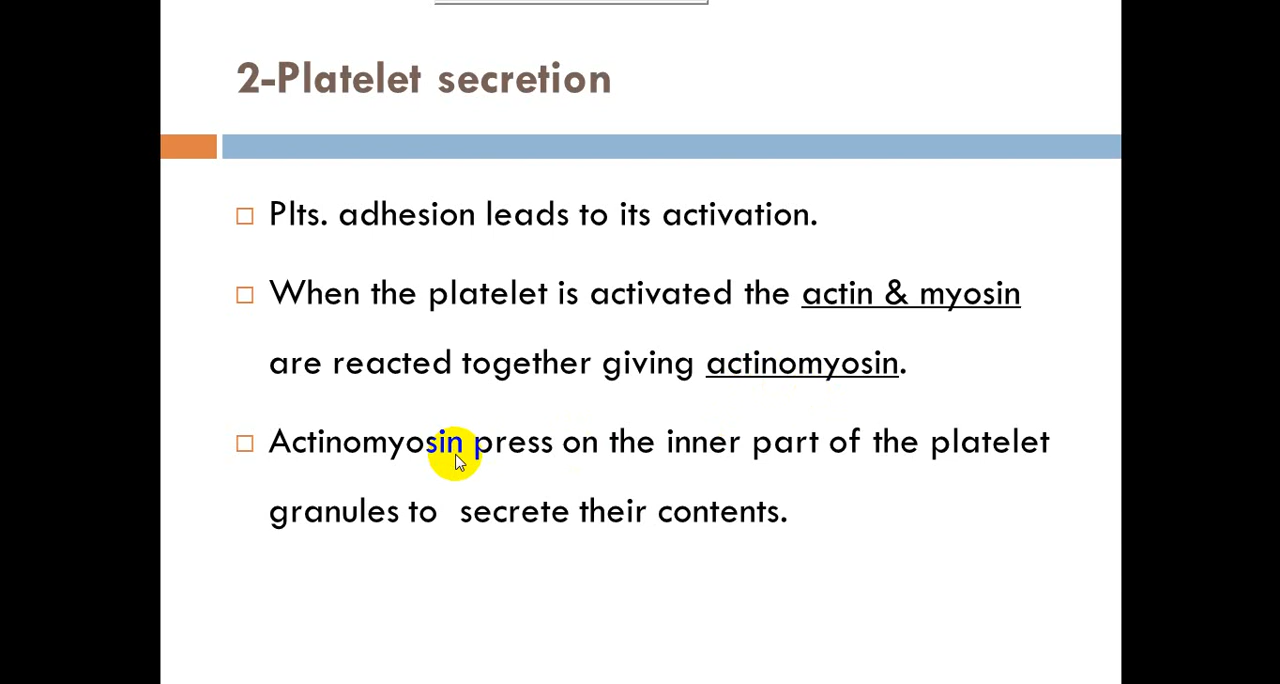 2-Platelet secretion
Plts. adhesion leads to its activation.
When the platelet is activated the actin & myosin
are reacted together giving actinomyosin.
Actinomyosin press on the inner part of the platelet
granules to secrete their contents.